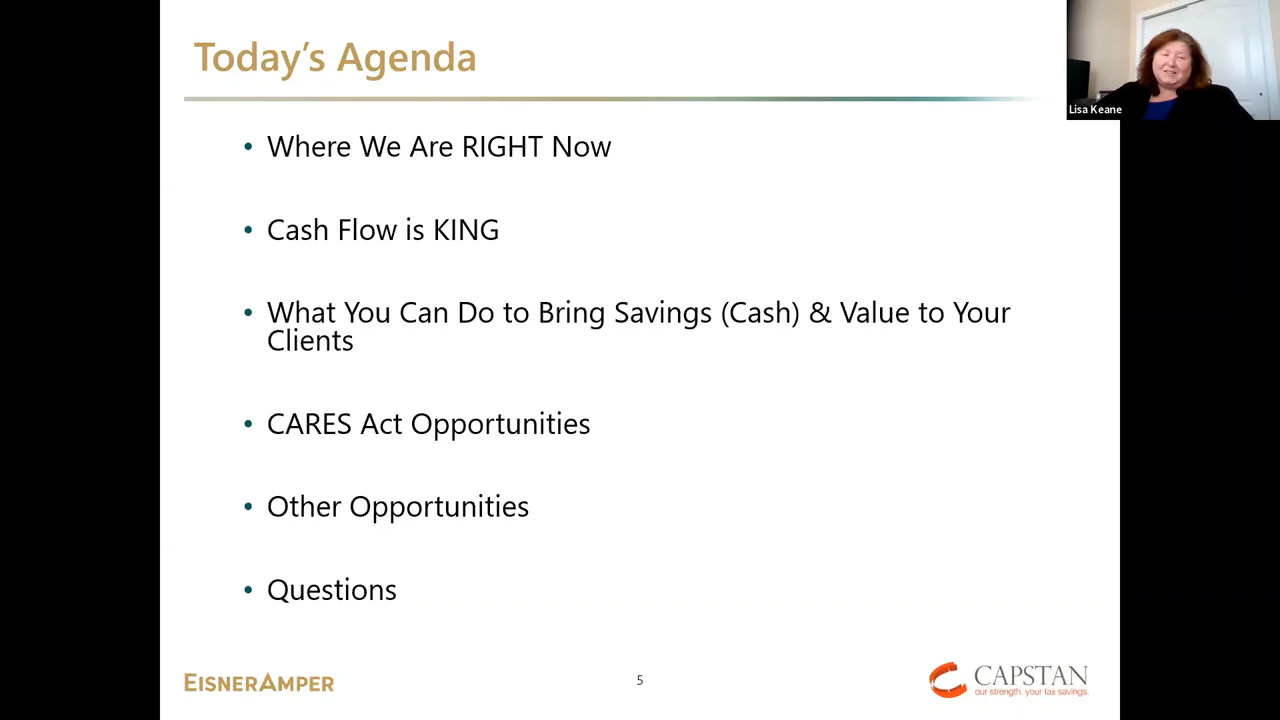 Today's Agenda
Lisa Keane
• Where We Are RIGHT Now
• Cash Flow is KING
• What You Can Do to Bring Savings (Cash) & Value to Your
Clients
• CARES Act Opportunities
• Other Opportunities
• Questions
EISNERAMPER
5
CAPSTAN
our strength. your tax savings.